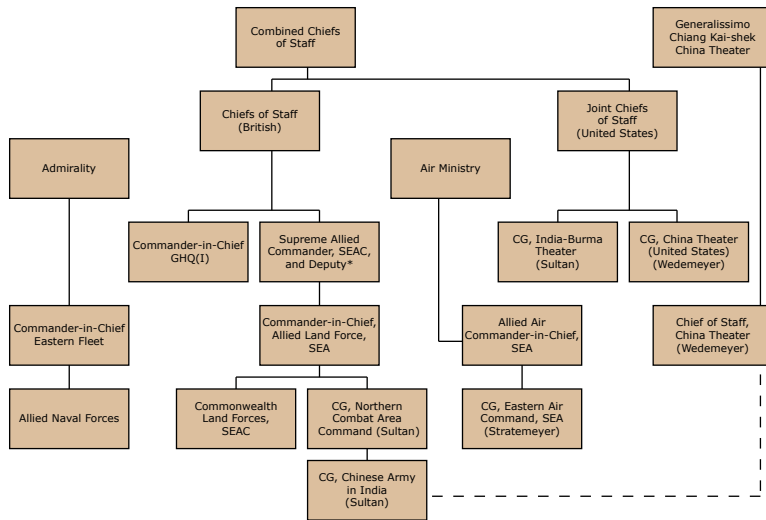 Combined Chiefs
of Staff
Generalissimo
Chiang Kai-shek
China Theater
Chiefs of Staff
(British)
Joint Chiefs
of Staff
(United States)
Admirality
Air Ministry
Commander-in-Chief
GHQ(I)
Supreme Allied
Commander, SEAC,
and Deputy*
CG, India-Burma
Theater
(Sultan)
CG, China Theater
(United States)
(Wedemeyer)
Commander-in-Chief
Eastern Fleet
Commander-in-Chief,
Allied Land Force,
SEA
Allied Air
Commander-in-Chief,
SEA
Chief of Staff,
China Theater
(Wedemeyer)
Allied Naval Forces
Commonwealth
Land Forces,
SEAC
CG, Northern
Combat Area
Command (Sultan)
CG, Eastern Air
Command, SEA
(Stratemeyer)
CG, Chinese Army
in India
(Sultan)